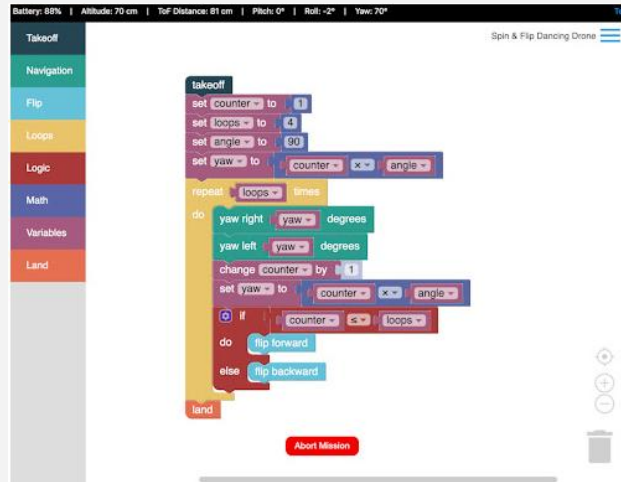 Battery: 88% | Altitude: 70 cm | ToF Distance: 81 cm | Pitch: 0° | Roll: -2° | Yaw: 70°
Spin & Flip Dancing Drone
Takeoff
Navigation
Flip
Loops
Logic
Math
Variables
Land
takeoff
set counter to 1
set loops to 4
set angle to 90
set yaw to counter × angle
repeat loops times
do yaw right yaw degrees
yaw left yaw degrees
change counter by 1
set yaw to counter × angle
if counter ≤ loops
do flip forward
else flip backward
land
Abort Mission